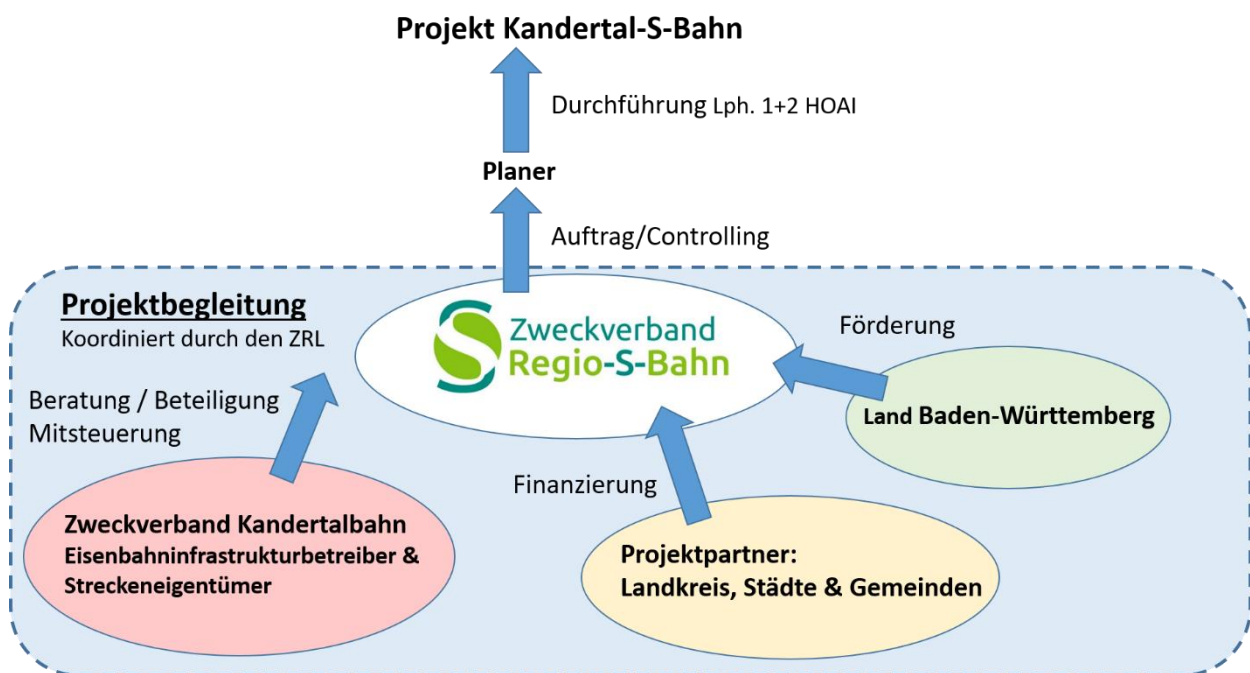 Projekt Kandertal-S-Bahn
Durchführung Lph. 1+2 HOAI
Planer
Auftrag/Controlling
Projektbegleitung
Koordiniert durch den ZRL
Zweckverband
Regio-S-Bahn
Förderung
Beratung / Beteiligung
Mitsteuerung
Land Baden-Württemberg
Finanzierung
Zweckverband Kandertalbahn
Eisenbahninfrastrukturbetreiber &
Streckeneigentümer
Projektpartner:
Landkreis, Städte & Gemeinden